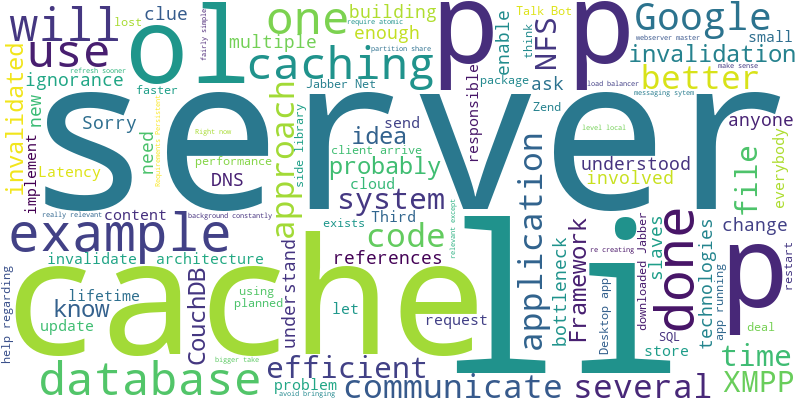 will
ol
p
p
Google
one
clue
building
enough
multiple
use
lost
require atomic
fairly simple
Talk Bot
webserver master
small
think
partition share
make sense
NFS
enable
caching
invalidation
ignorance
refresh sooner
Jabber Net
load balancer
better
package
ask
messaging sytem
faster
invalidated
new
server
approach
Sorry
Right now
Zend
anyone
level local
implement
need
Requirements Persistent
performance
side library
send
client arrive
idea
responsible
understood
probably
Latency
DNS
cloud
involved
file
everybody
system
application
really relevant
content
background constantly
Third
exists
code
relevant except
example
change
re creating
slaves
done
p
li
Framework
downloaded Jabber
technologies
restart
invalidate
architecture
references
understand
cache
CouchDB
bottleneck
Desktop app
SQL
app running
help regarding
lifetime
know
using
planned
let
request
store
deal
update
problem
efficient
time
bigger take
avoid bringing
database
communicate
several
XMPP